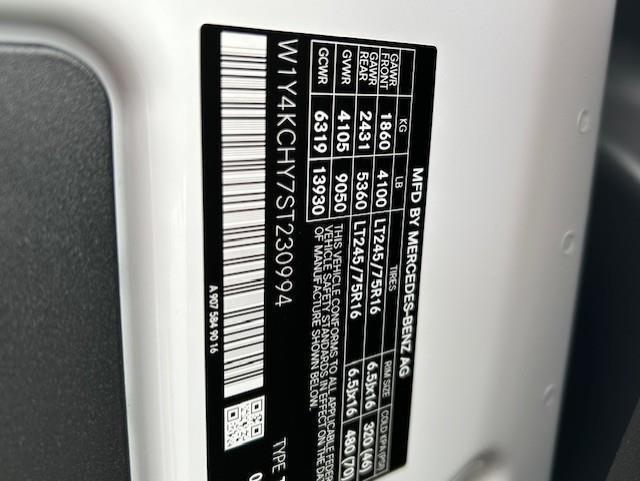 MFD BY MERCEDES-BENZ AG
KG LB TIRES RIM SIZE COLD KPA(PSI)
GAWR FRONT 1860 4100 LT245/75R16 6.5Jx16 320 (46)
GAWR REAR 2431 5360 LT245/75R16 6.5Jx16 480 (70)
GVWR 4105 9050
GCWR 6319 13930
THIS VEHICLE CONFORMS TO ALL APPLICABLE FEDER
VEHICLE SAFETY STANDARDS IN EFFECT ON THE DA
OF MANUFACTURE SHOWN BELOW.
W1Y4KCHY7ST230994
TYPE
A 907 584 90 16